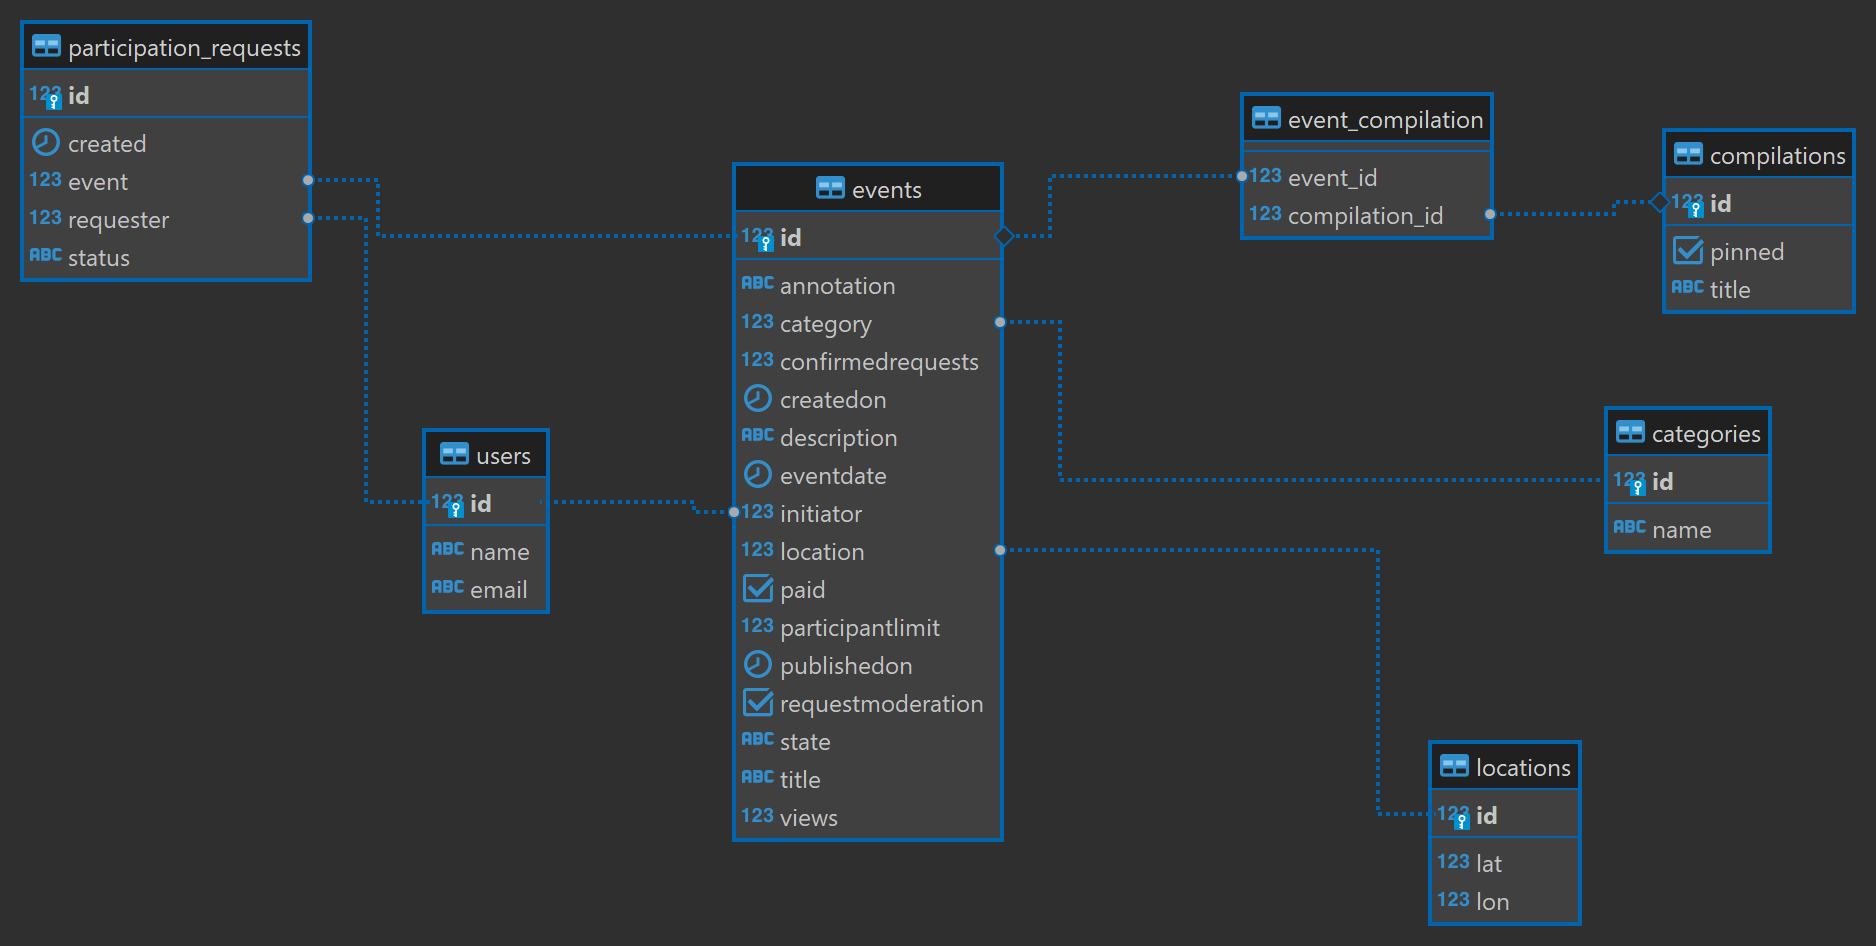 participation_requests
123 id
created
123 event
123 requester
ABC status
users
123 id
ABC name
ABC email
events
123 id
ABC annotation
123 category
123 confirmedrequests
createdon
ABC description
eventdate
123 initiator
123 location
paid
123 participantlimit
publishedon
requestmoderation
ABC state
ABC title
123 views
event_compilation
123 event_id
123 compilation_id
compilations
123 id
pinned
ABC title
categories
123 id
ABC name
locations
123 id
123 lat
123 lon